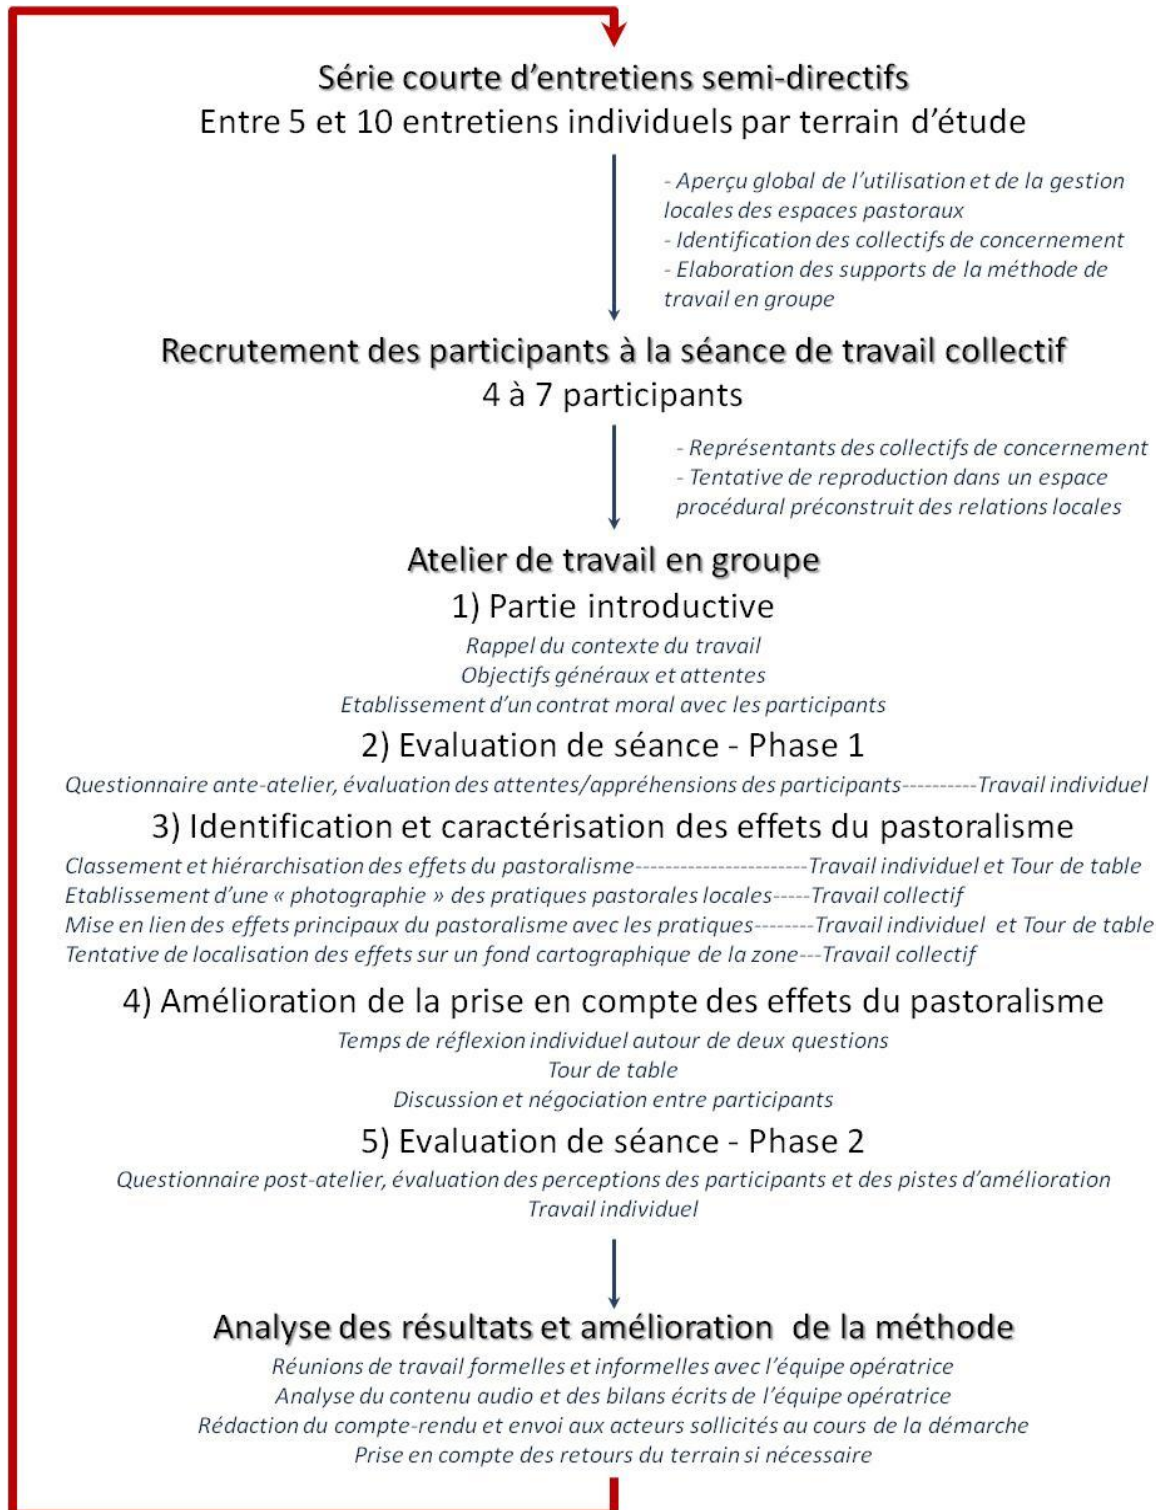 Série courte d'entretiens semi-directifs
Entre 5 et 10 entretiens individuels par terrain d'étude
- Aperçu global de l'utilisation et de la gestion
locales des espaces pastoraux
- Identification des collectifs de concernement
- Elaboration des supports de la méthode de
travail en groupe
Recrutement des participants à la séance de travail collectif
4 à 7 participants
- Représentants des collectifs de concernement
- Tentative de reproduction dans un espace
procédural préconstruit des relations locales
Atelier de travail en groupe
1) Partie introductive
Rappel du contexte du travail
Objectifs généraux et attentes
Etablissement d'un contrat moral avec les participants
2) Evaluation de séance - Phase 1
Questionnaire ante-atelier, évaluation des attentes/appréhensions des participants----------Travail individuel
3) Identification et caractérisation des effets du pastoralisme
Classement et hiérarchisation des effets du pastoralisme-----------------------Travail individuel et Tour de table
Etablissement d'une « photographie » des pratiques pastorales locales-----Travail collectif
Mise en lien des effets principaux du pastoralisme avec les pratiques--------Travail individuel et Tour de table
Tentative de localisation des effets sur un fond cartographique de la zone---Travail collectif
4) Amélioration de la prise en compte des effets du pastoralisme
Temps de réflexion individuel autour de deux questions
Tour de table
Discussion et négociation entre participants
5) Evaluation de séance - Phase 2
Questionnaire post-atelier, évaluation des perceptions des participants et des pistes d'amélioration
Travail individuel
Analyse des résultats et amélioration de la méthode
Réunions de travail formelles et informelles avec l'équipe opératrice
Analyse du contenu audio et des bilans écrits de l'équipe opératrice
Rédaction du compte-rendu et envoi aux acteurs sollicités au cours de la démarche
Prise en compte des retours du terrain si nécessaire